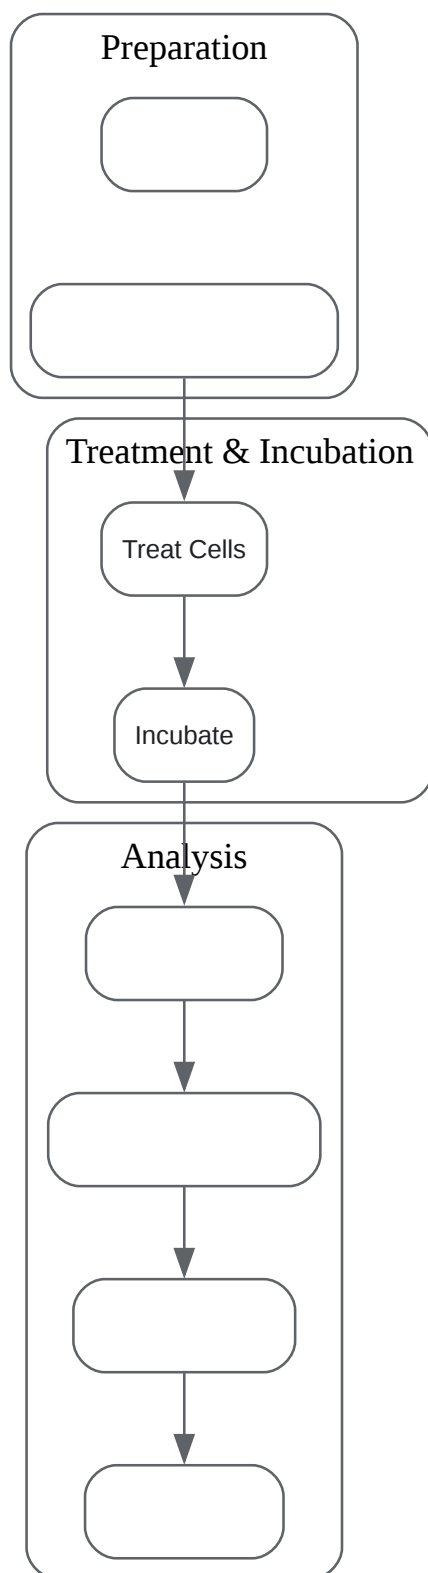 Preparation
Treatment & Incubation
Treat Cells
Incubate
Analysis